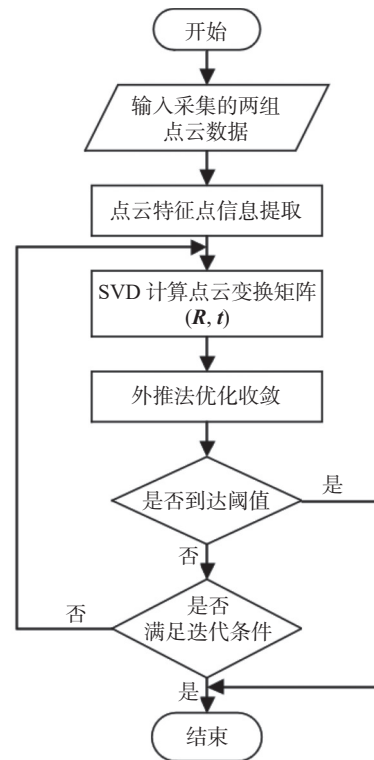 开始
输入采集的两组
点云数据
点云特征点信息提取
SVD 计算点云变换矩阵
(R, t)
外推法优化收敛
是否到达阈值
是
否
是否
满足迭代条件
否
是
结束